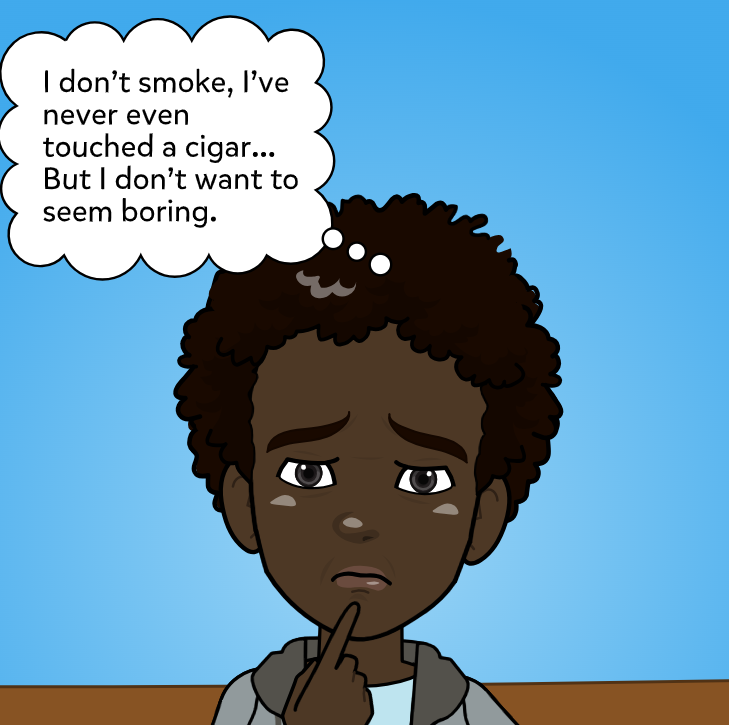 I don’t smoke, I’ve
never even
touched a cigar...
But I don’t want to
seem boring.